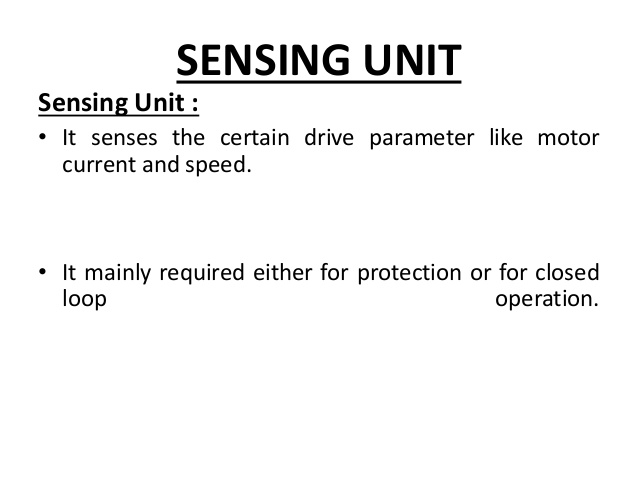 SENSING UNIT
Sensing Unit :
• It senses the certain drive parameter like motor
current and speed.
• It mainly required either for protection or for closed
loop operation.